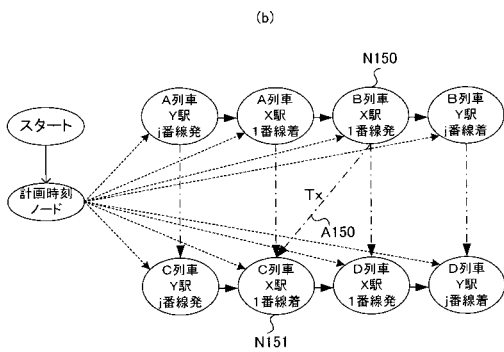 (b)
N150
A列車
Y駅
j番線発
A列車
X駅
1番線着
B列車
X駅
1番線発
B列車
Y駅
j番線着
スタート
計画時刻
ノード
Tx
A150
C列車
Y駅
j番線発
C列車
X駅
1番線着
D列車
X駅
1番線発
D列車
Y駅
j番線着
N151